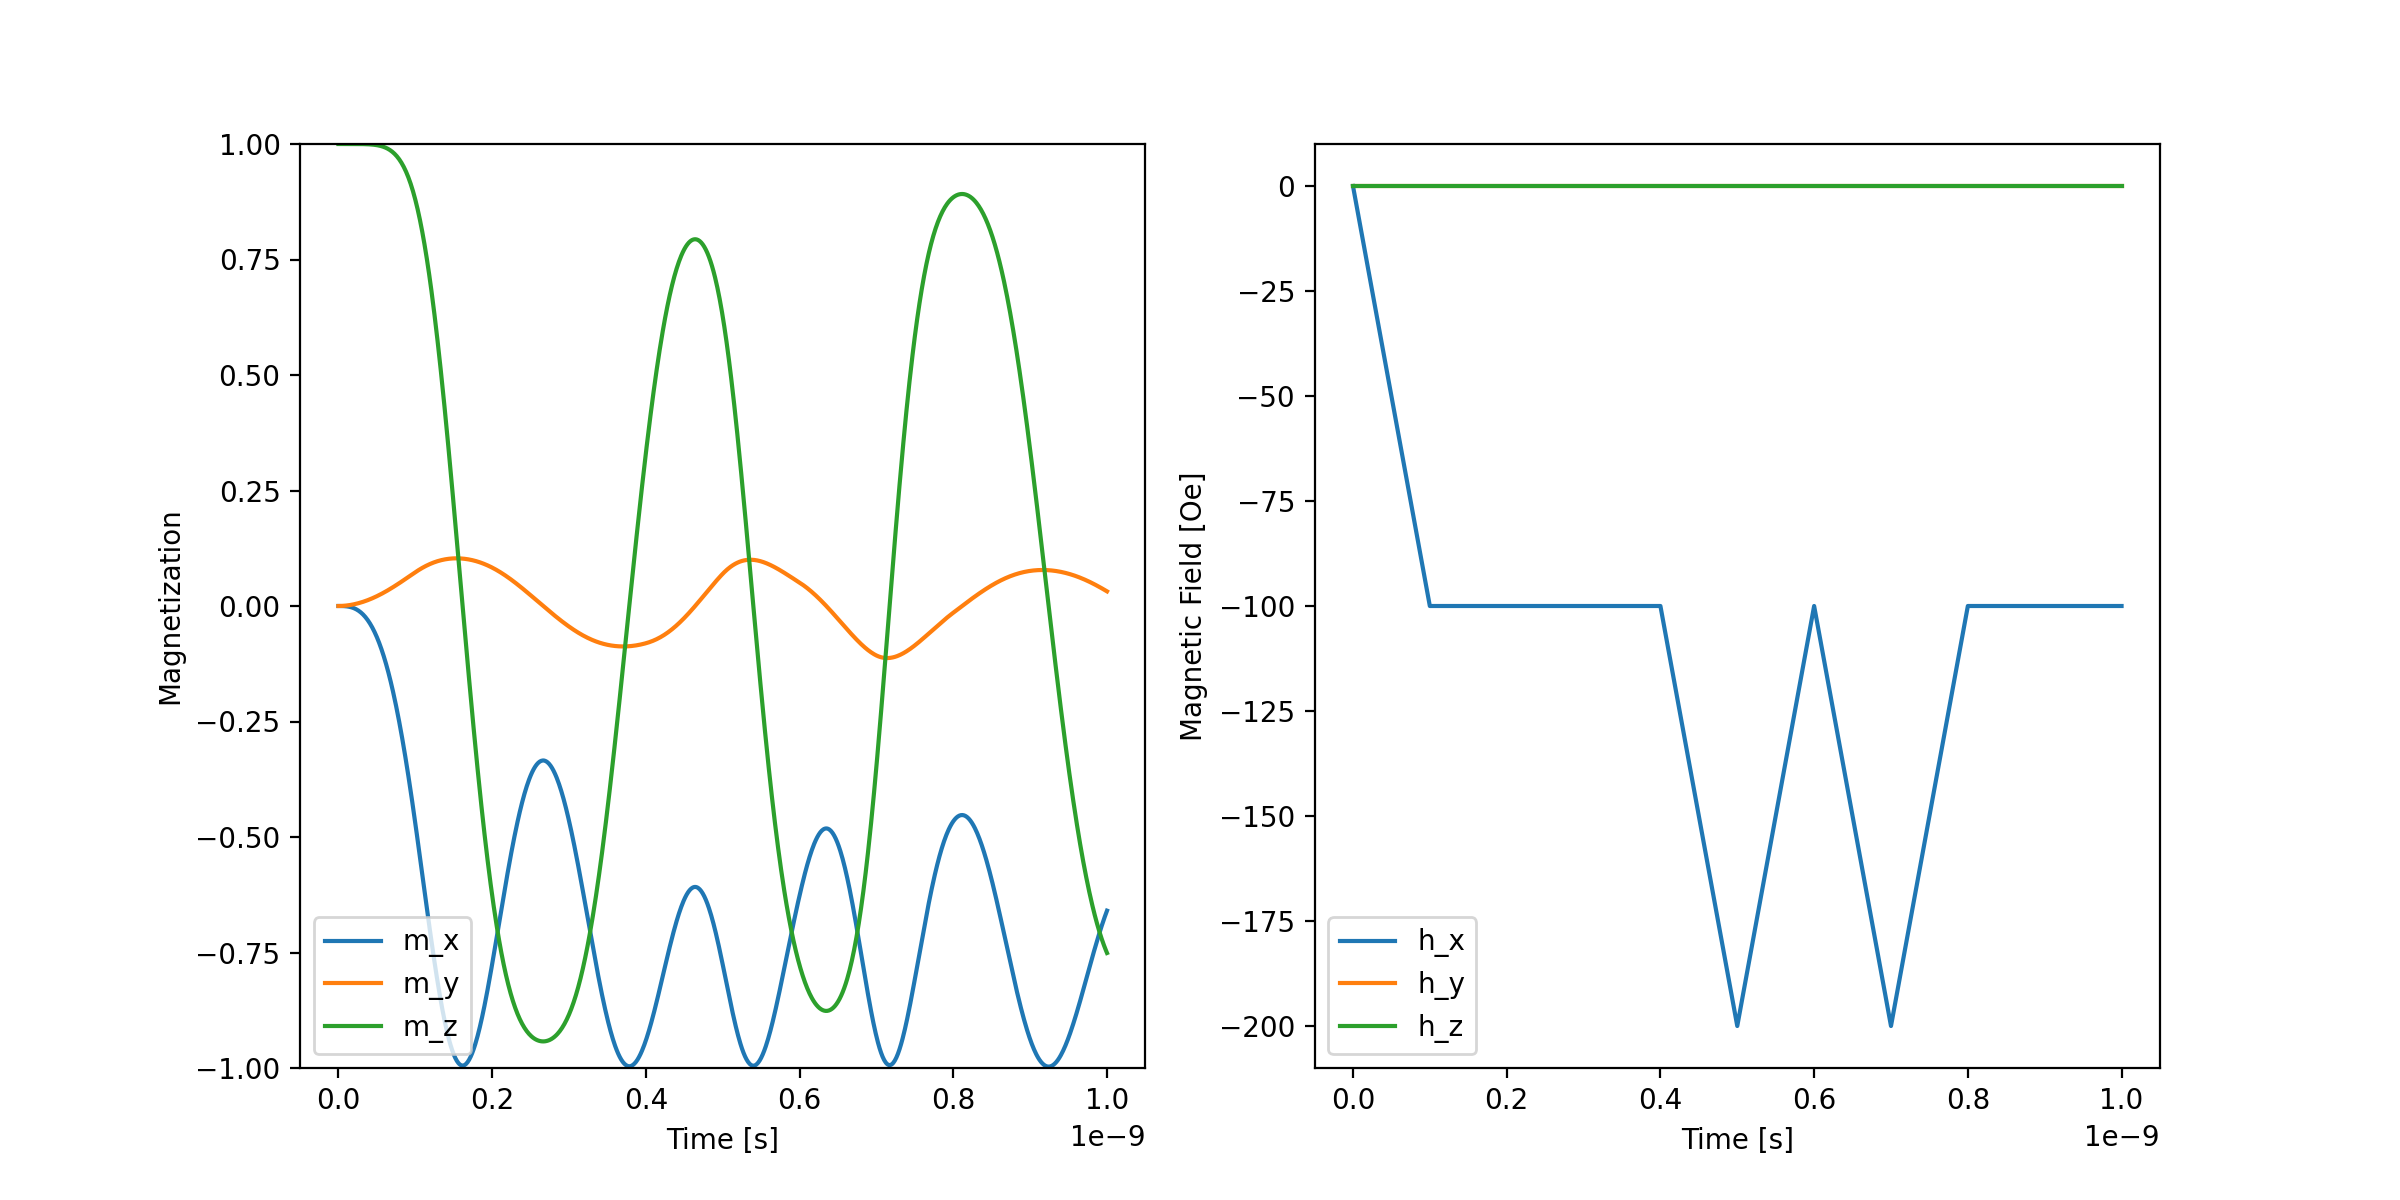 1.00
0.75
0.50
0.25
0.00
−0.25
−0.50
−0.75
−1.00
Magnetization
m_x
m_y
m_z
0.0 0.2 0.4 0.6 0.8 1.0
Time [s]
1e−9
0
−25
−50
−75
−100
−125
−150
−175
−200
Magnetic Field [Oe]
h_x
h_y
h_z
0.0 0.2 0.4 0.6 0.8 1.0
Time [s]
1e−9